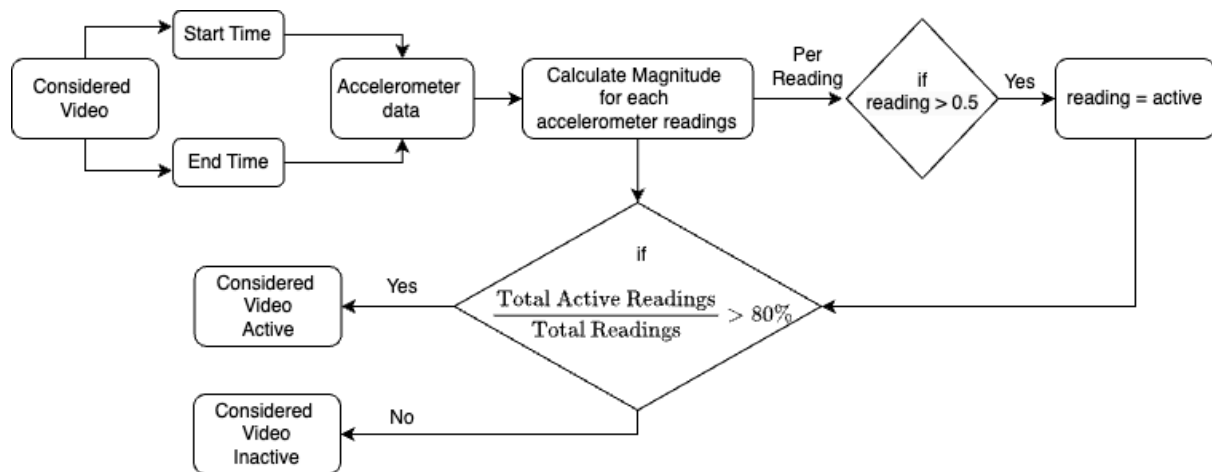 Start Time
Considered
Video
End Time
Accelerometer
data
Calculate Magnitude
for each
accelerometer readings
Per
Reading
if
reading > 0.5
Yes
reading = active
if
Total Active Readings
Total Readings
> 80%
Yes
Considered
Video
Active
No
Considered
Video
Inactive